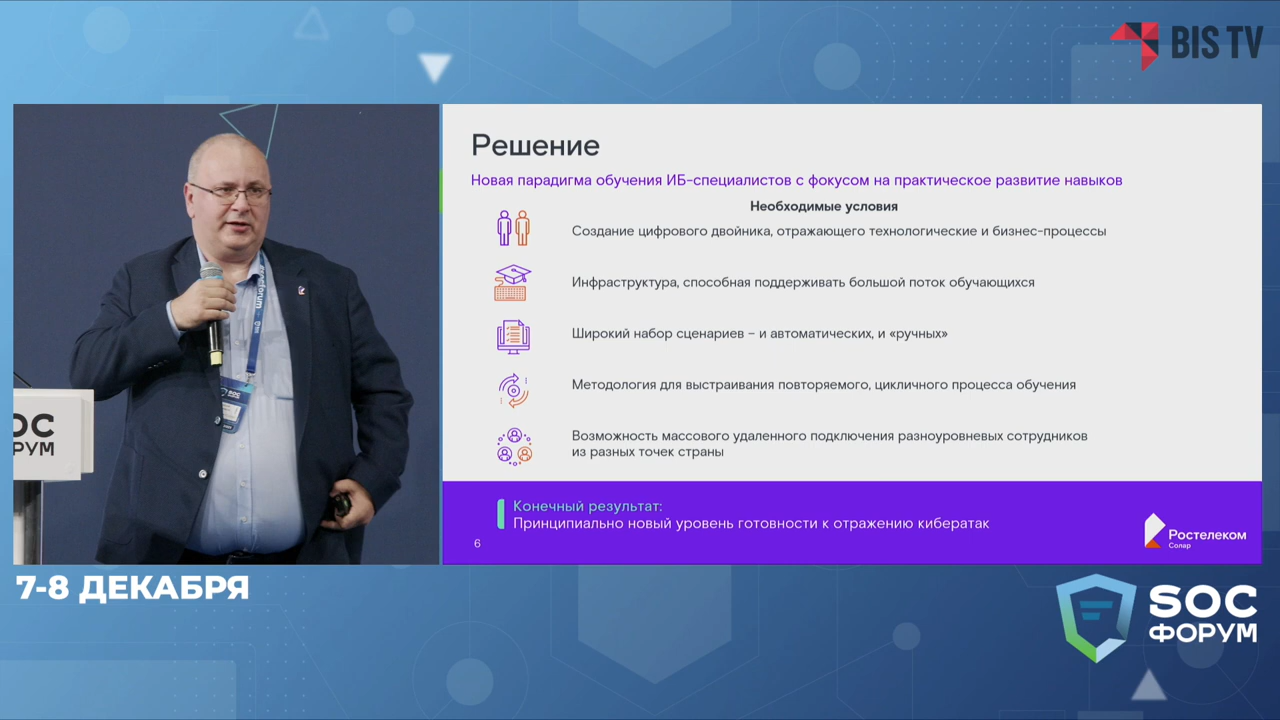 BIS TV
Решение
Новая парадигма обучения ИБ-специалистов с фокусом на практическое развитие навыков
Необходимые условия
Создание цифрового двойника, отражающего технологические и бизнес-процессы
Инфраструктура, способная поддерживать большой поток обучающихся
Широкий набор сценариев – и автоматических, и «ручных»
Методология для выстраивания повторяемого, цикличного процесса обучения
Возможность массового удаленного подключения разноуровневых сотрудников
из разных точек страны
Конечный результат:
Принципиально новый уровень готовности к отражению кибератак
6
Ростелеком
Солар
SOC
ОС
РУМ
7-8 ДЕКАБРЯ
SOC
ФОРУМ